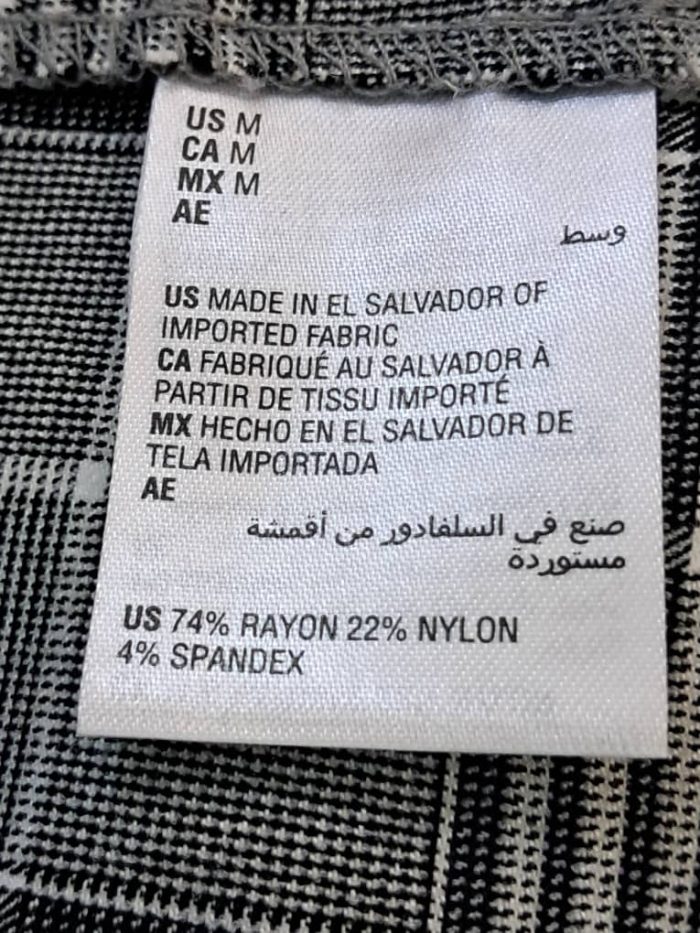 US M
CA M
MX M
AE
وسط
US MADE IN EL SALVADOR OF
IMPORTED FABRIC
CA FABRIQUÉ AU SALVADOR À
PARTIR DE TISSU IMPORTÉ
MX HECHO EN EL SALVADOR DE
TELA IMPORTADA
AE
صنع في السلفادور من أقمشة
مستوردة
US 74% RAYON 22% NYLON
4% SPANDEX